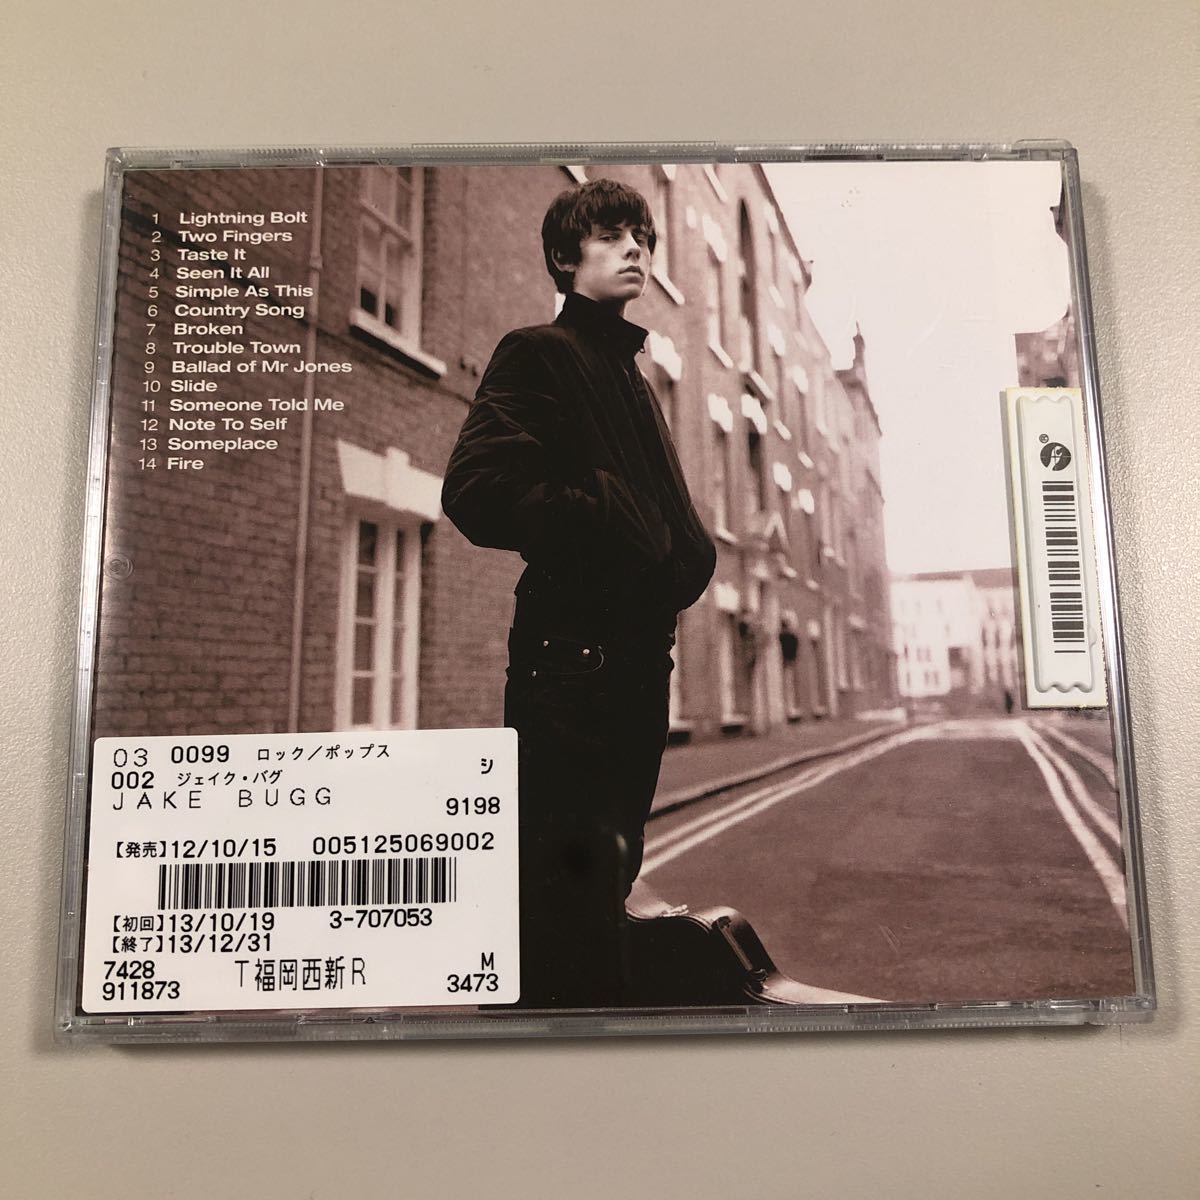 1 Lightning Bolt
2 Two Fingers
3 Taste It
4 Seen It All
5 Simple As This
6 Country Song
7 Broken
8 Trouble Town
9 Ballad of Mr Jones
10 Slide
11 Someone Told Me
12 Note To Self
13 Someplace
14 Fire
®
03 0099 ロック/ポップス
002 ジェイク・バグ シ
JAKE BUGG 9198
【発売】12/10/15 005125069002
【初回】13/10/19 3-707053
【終了】13/12/31
7428 T福岡西新R M
911873 3473